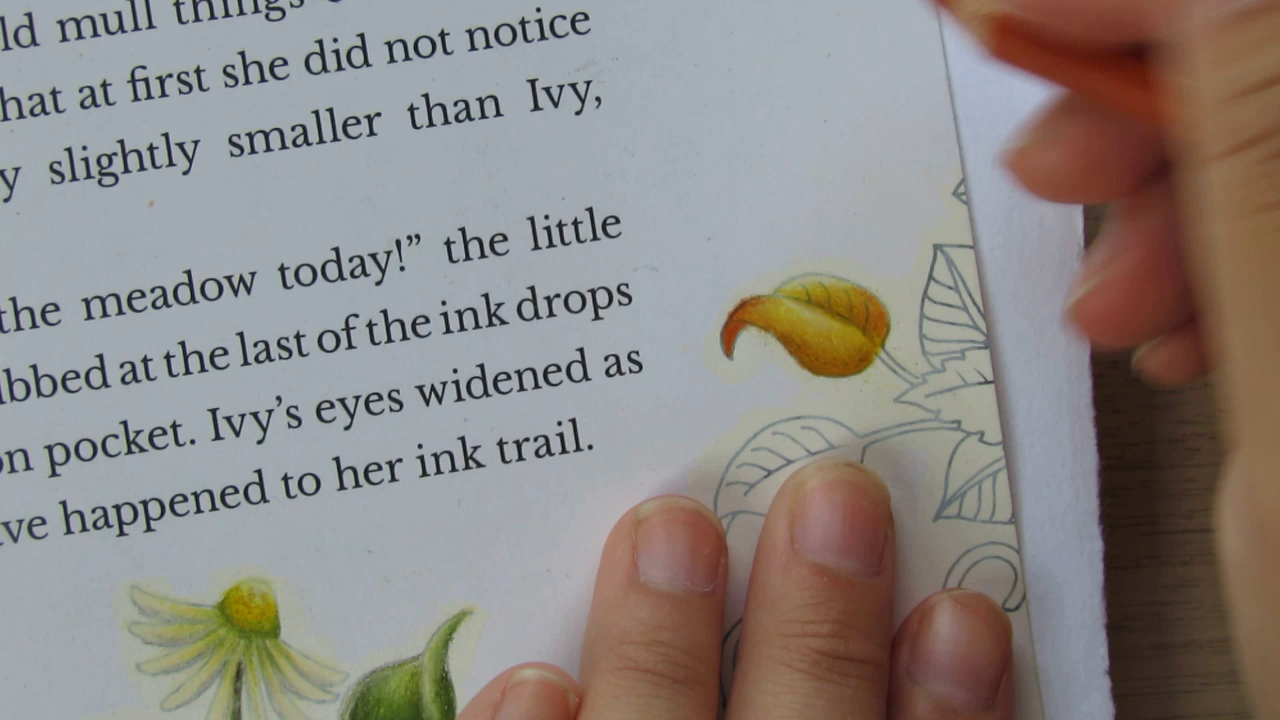 ld mull things
hat at first she did not notice
y slightly smaller than Ivy,
the meadow today!” the little
bbed at the last of the ink drops
on pocket. Ivy’s eyes widened as
ve happened to her ink trail.